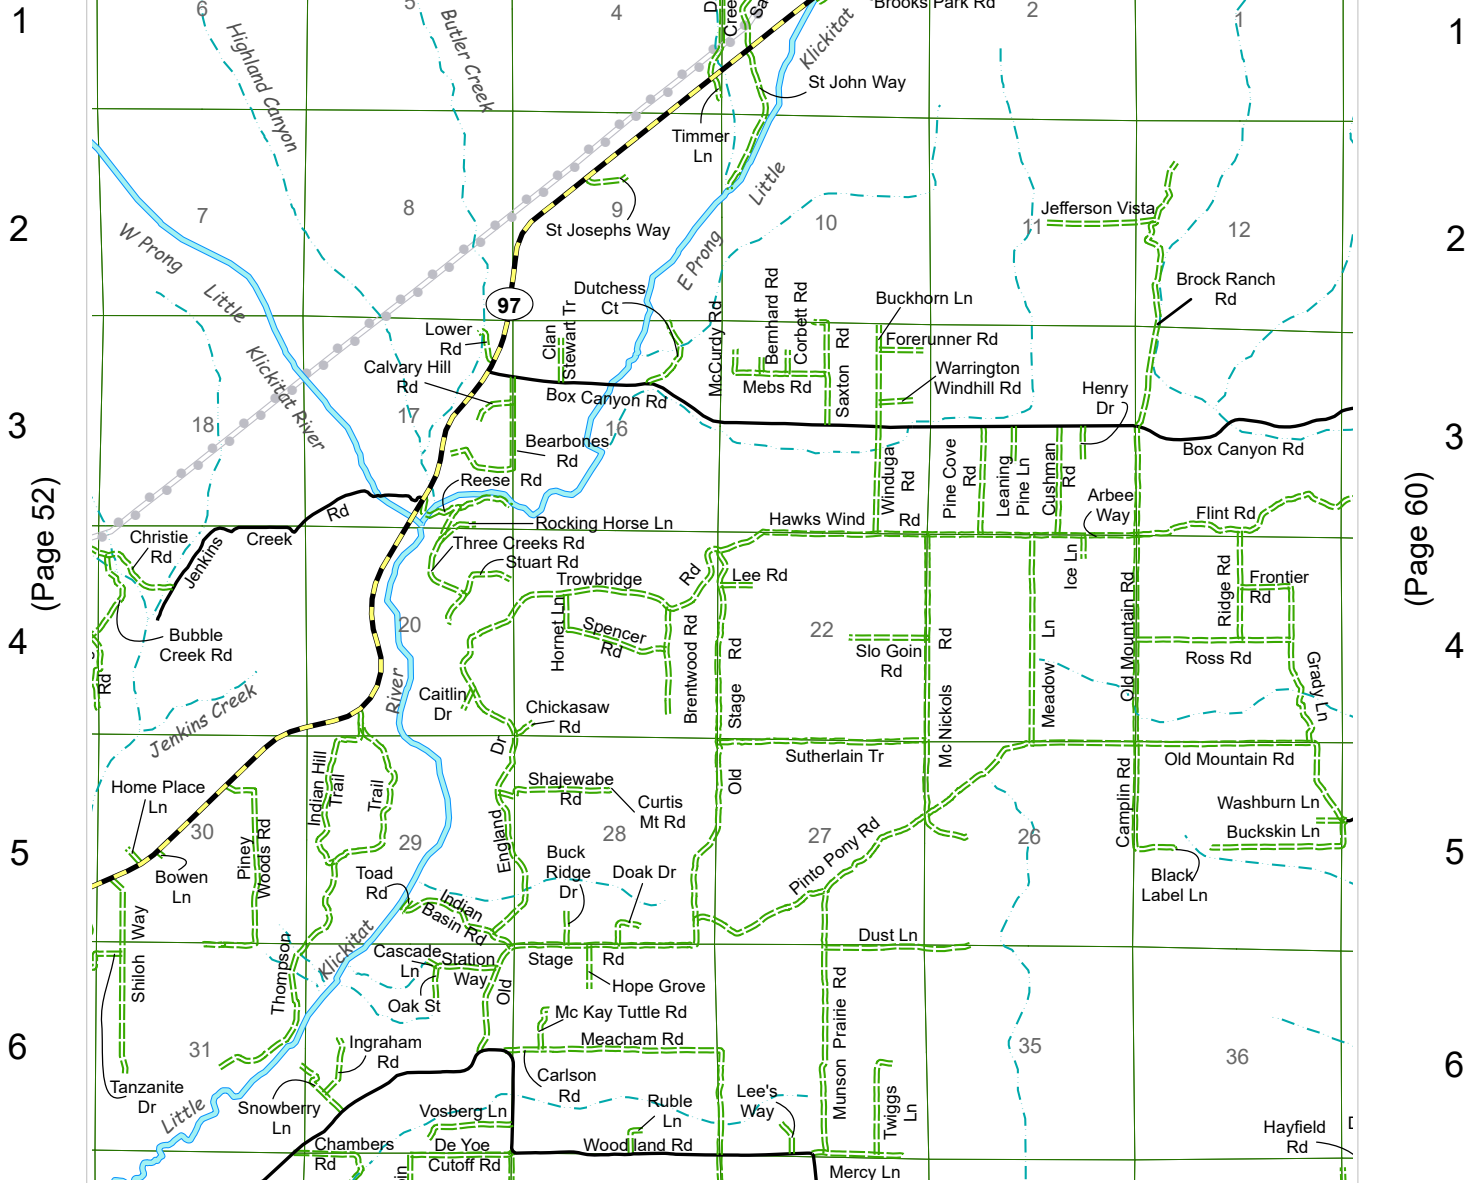 1
6
5
4
D
Cree
Sa
Klickitat
Brooks Park Rd
2
1
1
Highland Canyon
Butler Creek
St John Way
Timmer
Ln
Little
2
7
8
9
10
11
12
2
W Prong
Little
Klickitat River
St Josephs Way
E Prong
Jefferson Vista
Brock Ranch
Rd
97
Dutchess
Ct
Lower
Rd
Clan
Stewart Tr
McCurdy Rd
Bernhard Rd
Corbett Rd
Saxton Rd
Buckhorn Ln
Forerunner Rd
Warrington
Windhill Rd
Mebs Rd
Henry
Dr
Calvary Hill
Rd
Box Canyon Rd
3
18
17
16
3
Box Canyon Rd
Bearbones
Rd
Reese Rd
Winduga
Rd
Pine Cove
Rd
Leaning
Pine Ln
Cushman
Rd
Arbee
Way
(Page 52)
(Page 60)
Jenkins Creek Rd
Rocking Horse Ln
Hawks Wind Rd
Flint Rd
Christie
Rd
Three Creeks Rd
Stuart Rd
Trowbridge Rd
Lee Rd
Ice Ln
Ridge Rd
Frontier
Rd
4
Bubble
Creek Rd
20
Hornet Ln
Spencer
Rd
Brentwood Rd
22
Slo Goin
Rd
Old Mountain Rd
Ross Rd
4
Rd
Jenkins Creek
River
Caitlin
Dr
Chickasaw
Rd
Old Stage Rd
Mc Nickols Rd
Meadow Ln
Grady Ln
Sutherlain Tr
Old Mountain Rd
Home Place
Ln
Indian Hill
Trail
Trail
England Dr
Shajewabe
Rd
Curtis
Mt Rd
Camplin Rd
Washburn Ln
Buckskin Ln
5
30
29
28
27
26
5
Piney
Woods Rd
Bowen
Ln
Toad
Rd
Buck
Ridge
Dr
Doak Dr
Pinto Pony Rd
Black
Label Ln
Indian
Basin Rd
Shiloh Way
Thompson
Klickitat
Cascade
Ln
Station
Way
Oak St
Old
Stage Rd
Hope Grove
Dust Ln
Mc Kay Tuttle Rd
Meacham Rd
Munson Prairie Rd
6
31
35
36
6
Tanzanite
Dr
Little
Ingraham
Rd
Snowberry
Ln
Carlson
Rd
Vosberg Ln
Ruble
Ln
Lee's
Way
Twiggs
Ln
Hayfield
Rd
Chambers
Rd
De Yoe
Cutoff Rd
Woodland Rd
Mercy Ln